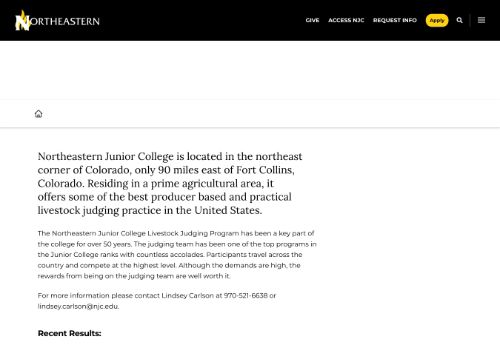 NORTHEASTERN
GIVE ACCESS NJC REQUEST INFO Apply
Northeastern Junior College is located in the northeast
corner of Colorado, only 90 miles east of Fort Collins,
Colorado. Residing in a prime agricultural area, it
offers some of the best producer based and practical
livestock judging practice in the United States.
The Northeastern Junior College Livestock Judging Program has been a key part of
the college for over 50 years. The judging team has been one of the top programs in
the Junior College ranks with countless accolades. Participants travel across the
country and compete at the highest level. Although the demands are high, the
rewards from being on the judging team are well worth it.
For more information please contact Lindsey Carlson at 970-521-6638 or
lindsey.carlson@njc.edu.
Recent Results: